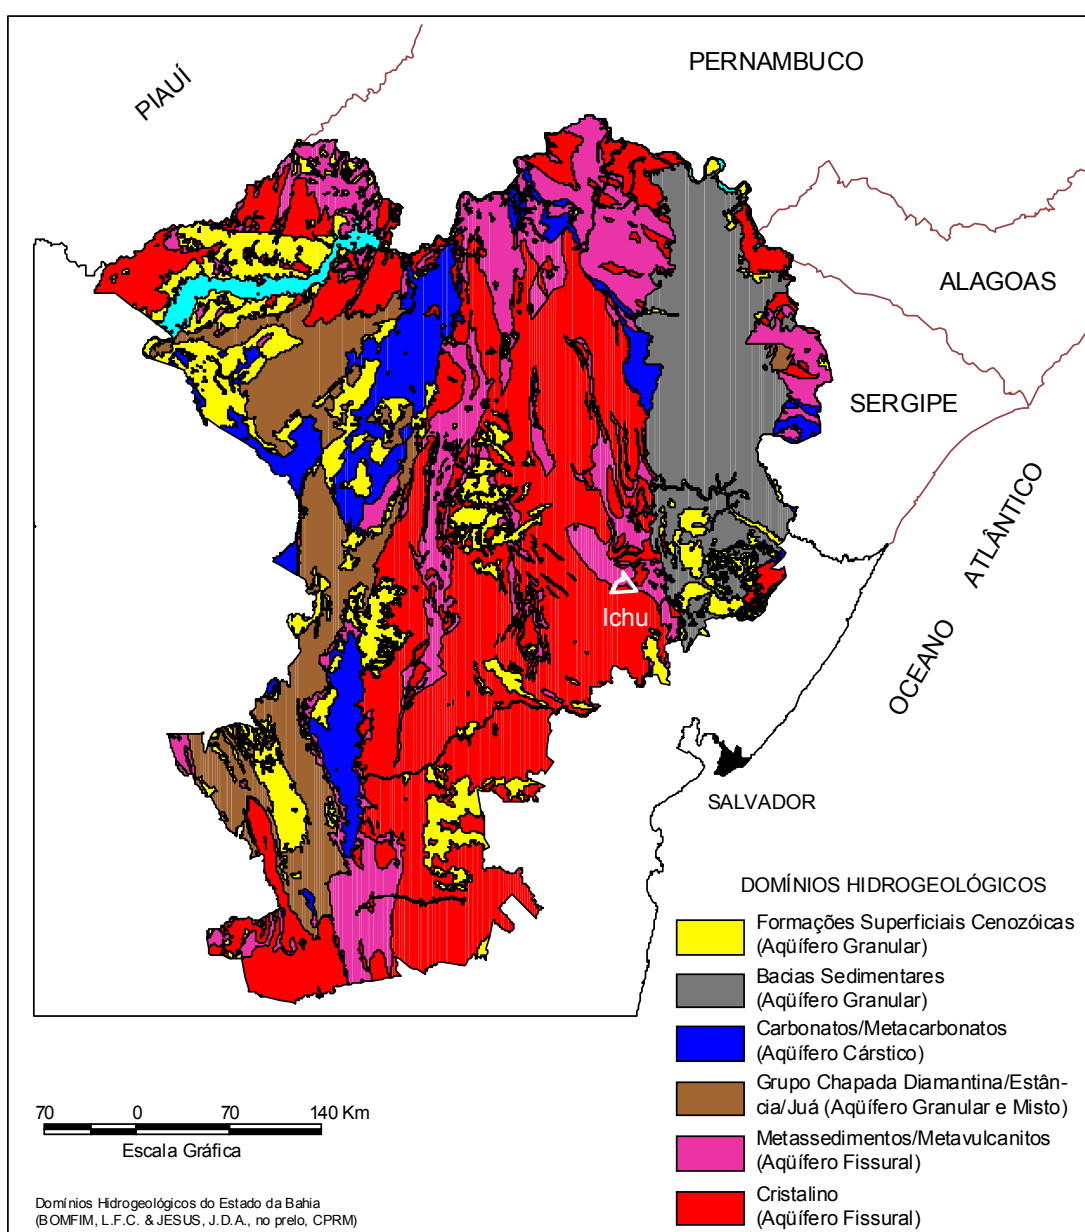 PIAUÍ
PERNAMBUCO
ALAGOAS
SERGIPE
OCEANO ATLÂNTICO
Ichu
SALVADOR
DOMÍNIOS HIDROGEOLÓGICOS
Formações Superficiais Cenozóicas
(Aqüífero Granular)
Bacias Sedimentares
(Aqüífero Granular)
Carbonatos/Metacarbonatos
(Aqüífero Cárstico)
Grupo Chapada Diamantina/Estân-
cia/Juá (Aqüífero Granular e Misto)
Metassedimentos/Metavulcanitos
(Aqüífero Fissural)
Cristalino
(Aqüífero Fissural)
70 0 70 140 Km
Escala Gráfica
Domínios Hidrogeológicos do Estado da Bahia
(BOMFIM, L.F.C. & JESUS, J.D.A., no prelo, CPRM)